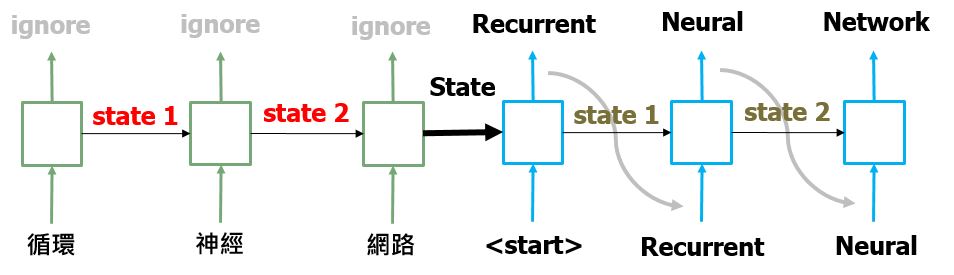 ignore ignore ignore Recurrent Neural Network
State
state 1 state 2 state 1 state 2
循環 神經 網路 <start> Recurrent Neural